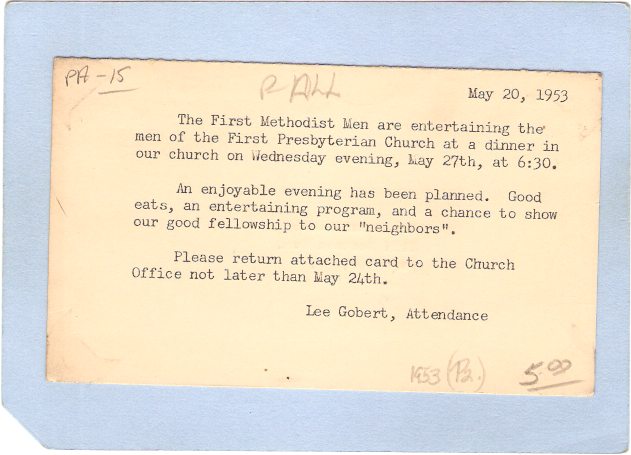 PA-15
P ALL
May 20, 1953
The First Methodist Men are entertaining the
men of the First Presbyterian Church at a dinner in
our church on Wednesday evening, May 27th, at 6:30.
An enjoyable evening has been planned. Good
eats, an entertaining program, and a chance to show
our good fellowship to our "neighbors".
Please return attached card to the Church
Office not later than May 24th.
Lee Gobert, Attendance
1953
5.00